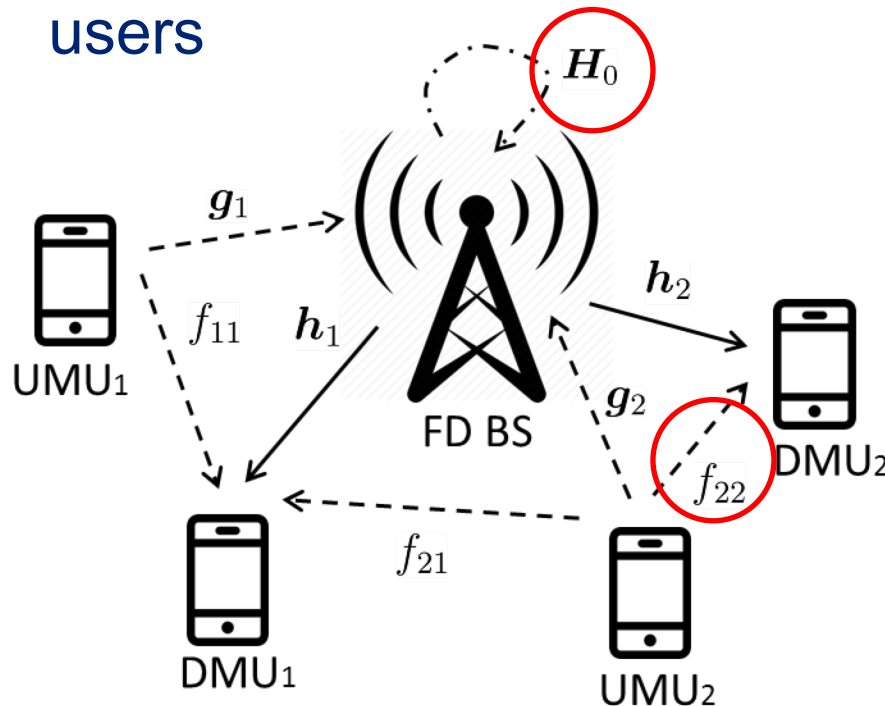 users
H₀
g₁
h₂
f₁₁
h₁
UMU₁
g₂
FD BS
DMU₂
f₂₂
f₂₁
DMU₁
UMU₂